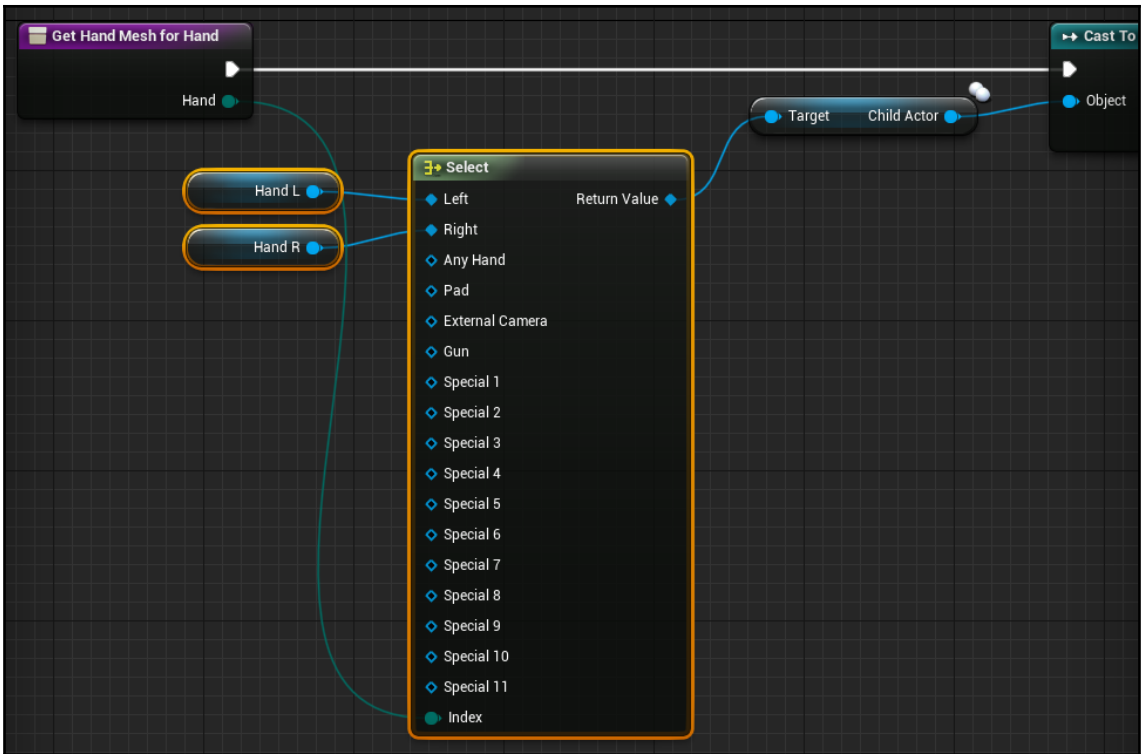 Get Hand Mesh for Hand
Cast To
Hand
Object
Target Child Actor
Select
Hand L
Left Return Value
Right
Hand R
Any Hand
Pad
External Camera
Gun
Special 1
Special 2
Special 3
Special 4
Special 5
Special 6
Special 7
Special 8
Special 9
Special 10
Special 11
Index